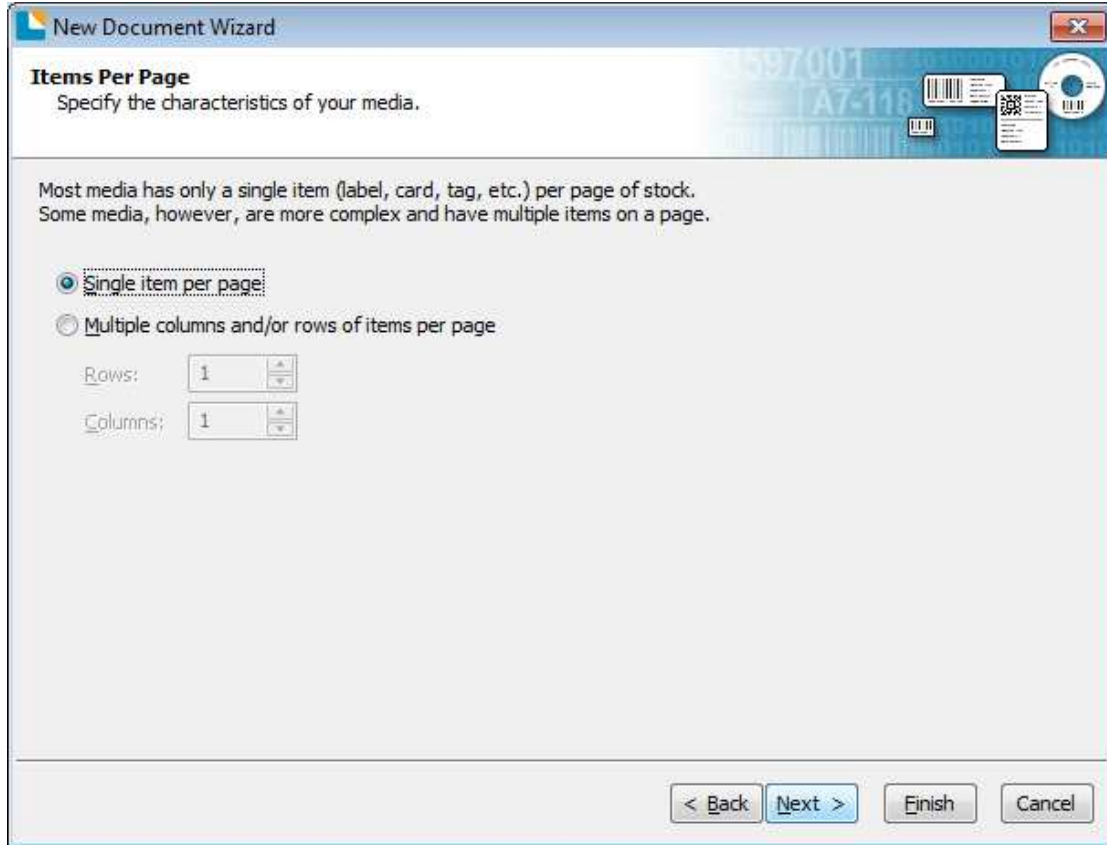 New Document Wizard
Items Per Page
Specify the characteristics of your media.
1597001
A7-118
Most media has only a single item (label, card, tag, etc.) per page of stock.
Some media, however, are more complex and have multiple items on a page.
Single item per page
Multiple columns and/or rows of items per page
Rows: 1
Columns: 1
< Back Next > Finish Cancel